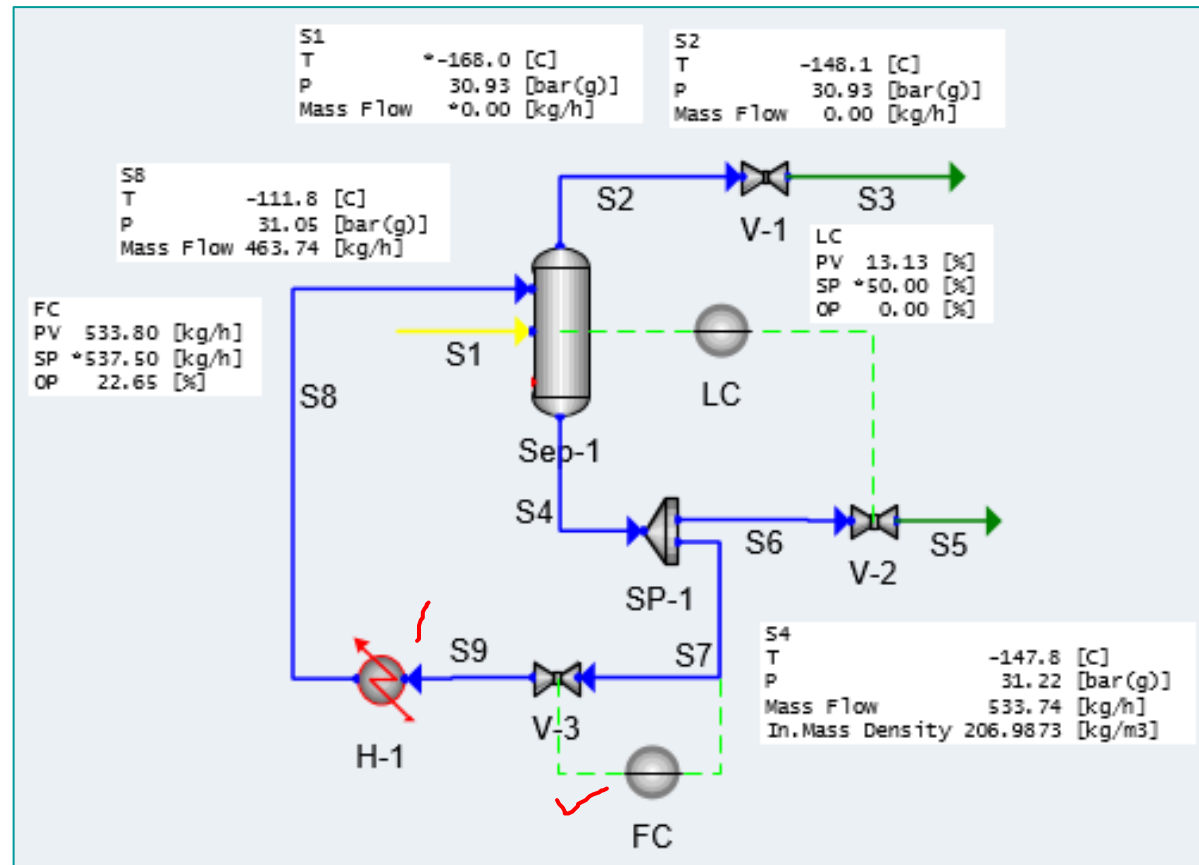 S1
T *-168.0 [C]
P 30.93 [bar(g)]
Mass Flow *0.00 [kg/h]
S2
T -148.1 [C]
P 30.93 [bar(g)]
Mass Flow 0.00 [kg/h]
S8
T -111.8 [C]
P 31.05 [bar(g)]
Mass Flow 463.74 [kg/h]
S2
S3
V-1
LC
PV 13.13 [%]
SP *50.00 [%]
OP 0.00 [%]
FC
PV 533.80 [kg/h]
SP *537.50 [kg/h]
OP 22.65 [%]
S1
S8
LC
Sep-1
S4
S6
S5
V-2
SP-1
S9
S7
S4
T -147.8 [C]
P 31.22 [bar(g)]
Mass Flow 533.74 [kg/h]
In.Mass Density 206.9873 [kg/m3]
V-3
H-1
FC